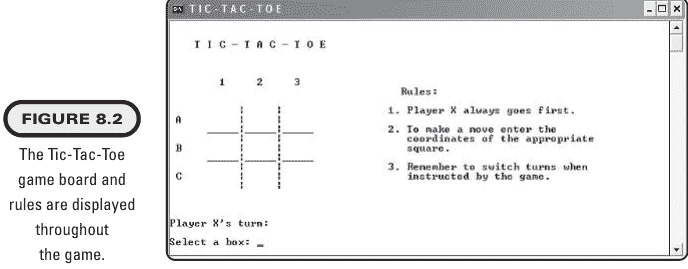 FIGURE 8.2
The Tic-Tac-Toe
game board and
rules are displayed
throughout
the game.
TIC-TAC-TOE
T I C - T A C - T O E
1 2 3
A
B
C
Rules:
1. Player X always goes first.
2. To make a move enter the
coordinates of the appropriate
square.
3. Remember to switch turns when
instructed by the game.
Player X's turn:
Select a box: _